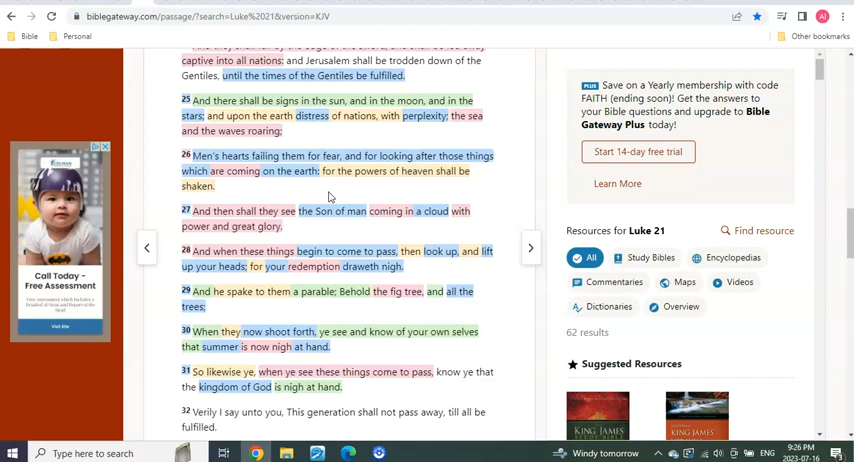 biblegateway.com/passage/?search=Luke%2021&version=KJV
AI
Bible
Personal
Other bookmarks
captive into all nations: and Jerusalem shall be trodden down of the
Gentiles, until the times of the Gentiles be fulfilled.
25 And there shall be signs in the sun, and in the moon, and in the
stars; and upon the earth distress of nations, with perplexity; the sea
and the waves roaring;
26 Men's hearts failing them for fear, and for looking after those things
which are coming on the earth: for the powers of heaven shall be
shaken.
27 And then shall they see the Son of man coming in a cloud with
power and great glory.
28 And when these things begin to come to pass, then look up, and lift
up your heads; for your redemption draweth nigh.
29 And he spake to them a parable; Behold the fig tree, and all the
trees;
30 When they now shoot forth, ye see and know of your own selves
that summer is now nigh at hand.
31 So likewise ye, when ye see these things come to pass, know ye that
the kingdom of God is nigh at hand.
32 Verily I say unto you, This generation shall not pass away, till all be
fulfilled.
Call Today -
Free Assessment
Visit Site
PLUS Save on a Yearly membership with code
FAITH (ending soon)! Get the answers to
your Bible questions and upgrade to Bible
Gateway Plus today!
Start 14-day free trial
Learn More
Resources for Luke 21
Find resource
All
Study Bibles
Encyclopedias
Commentaries
Maps
Videos
Dictionaries
Overview
62 results
Suggested Resources
KING JAMES
STUDY BIBLE
KING JAMES
Type here to search
Windy tomorrow
ENG
9:26 PM
2023-07-16
3